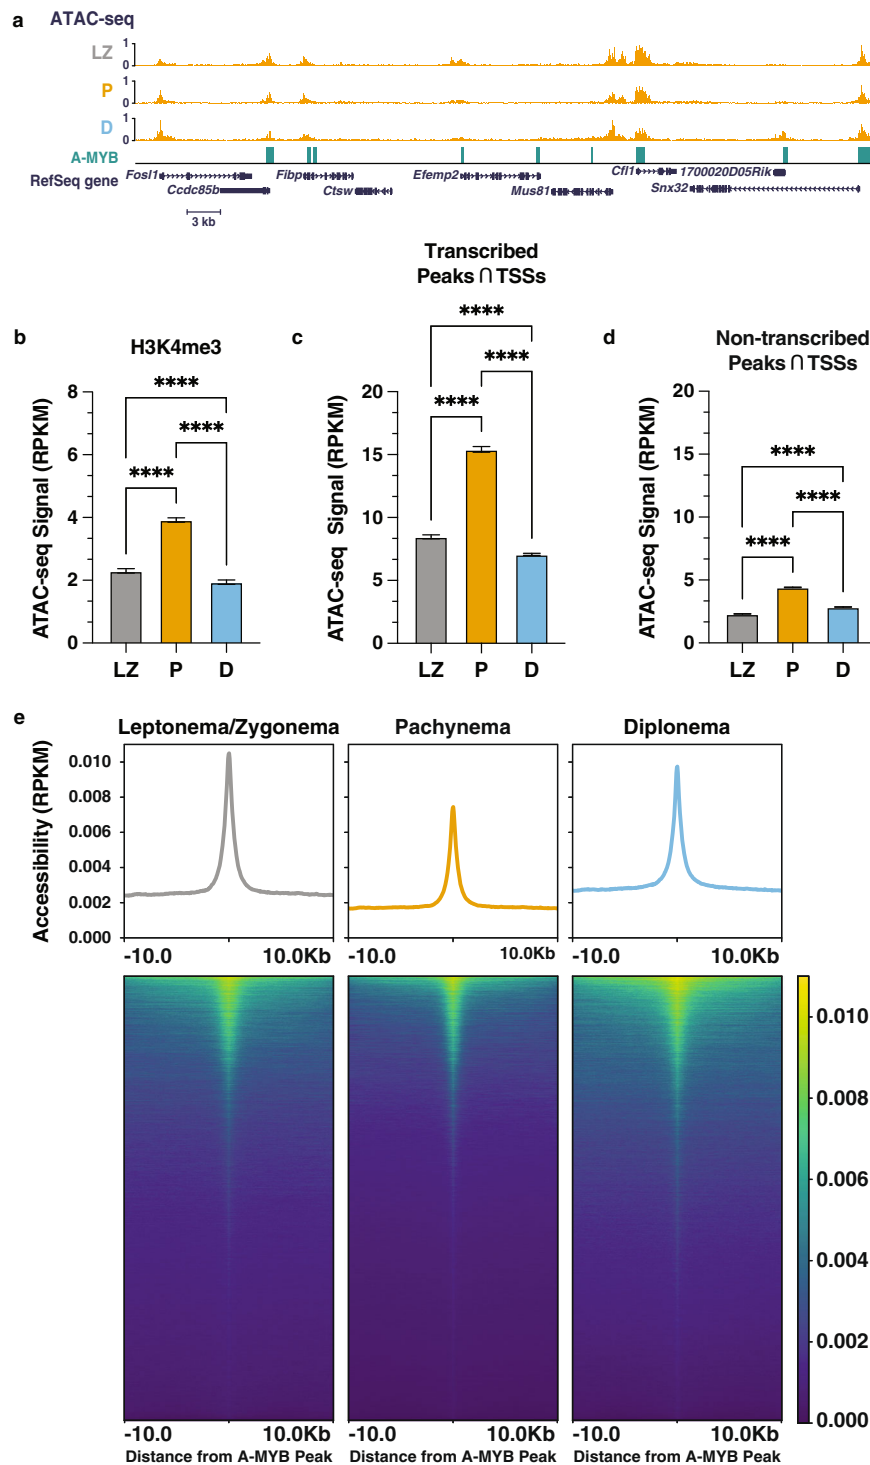 a ATAC-seq
LZ 1 0
P 1 0
D 1 0
A-MYB
RefSeq gene
Fosl1 Fibp Efemp2 Cfl1 1700020D05Rik
Ccdc85b Ctsw Mus81 Snx32
3 kb
b H3K4me3
ATAC-seq Signal (RPKM)
8
6
4
2
0
****
****
****
LZ P D
c Transcribed
Peaks ∩ TSSs
ATAC-seq Signal (RPKM)
20
15
10
5
0
****
****
****
LZ P D
d Non-transcribed
Peaks ∩ TSSs
ATAC-seq Signal (RPKM)
20
15
10
5
0
****
****
****
LZ P D
e
Leptonema/Zygonema Pachynema Diplonema
Accessibility (RPKM)
0.010
0.008
0.006
0.004
0.002
0.000
-10.0 10.0Kb -10.0 10.0Kb -10.0 10.0Kb
0.010
0.008
0.006
0.004
0.002
0.000
-10.0 10.0Kb -10.0 10.0Kb -10.0 10.0Kb
Distance from A-MYB Peak Distance from A-MYB Peak Distance from A-MYB Peak